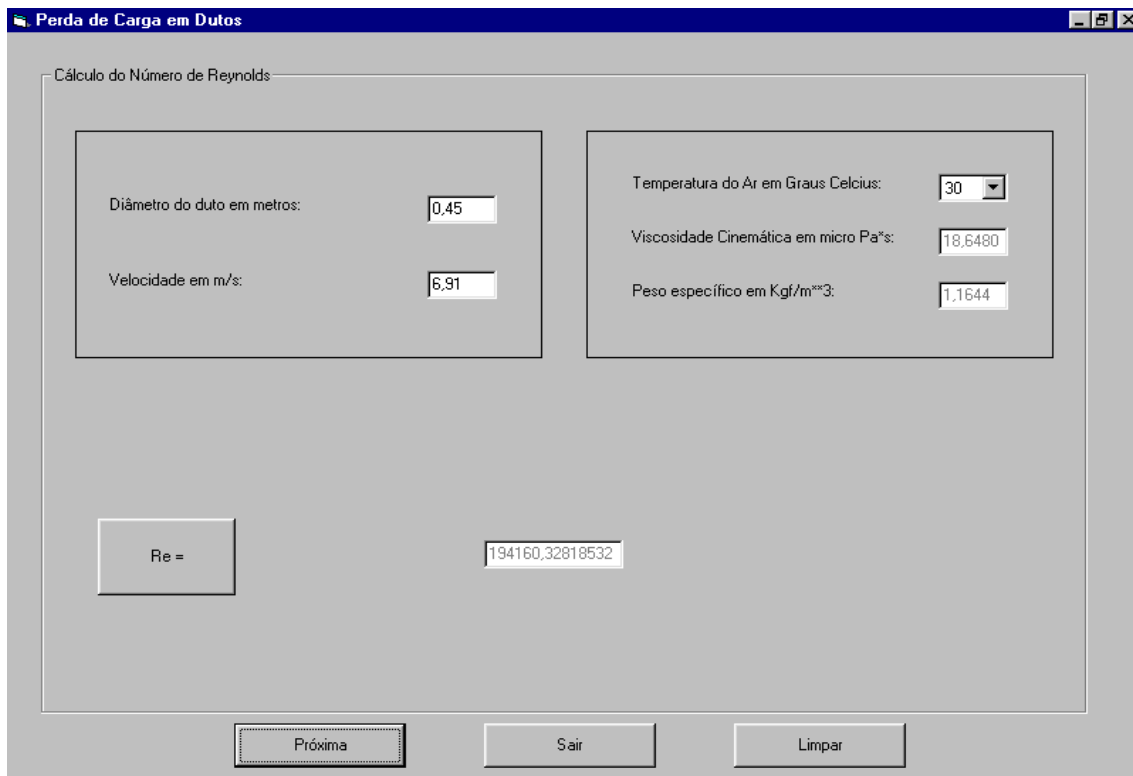 Perda de Carga em Dutos
Cálculo do Número de Reynolds
Diâmetro do duto em metros: 0,45
Velocidade em m/s: 6,91
Temperatura do Ar em Graus Celcius: 30
Viscosidade Cinemática em micro Pa*s: 18,6480
Peso específico em Kgf/m**3: 1,1644
Re = 194160,32818532
Próxima Sair Limpar